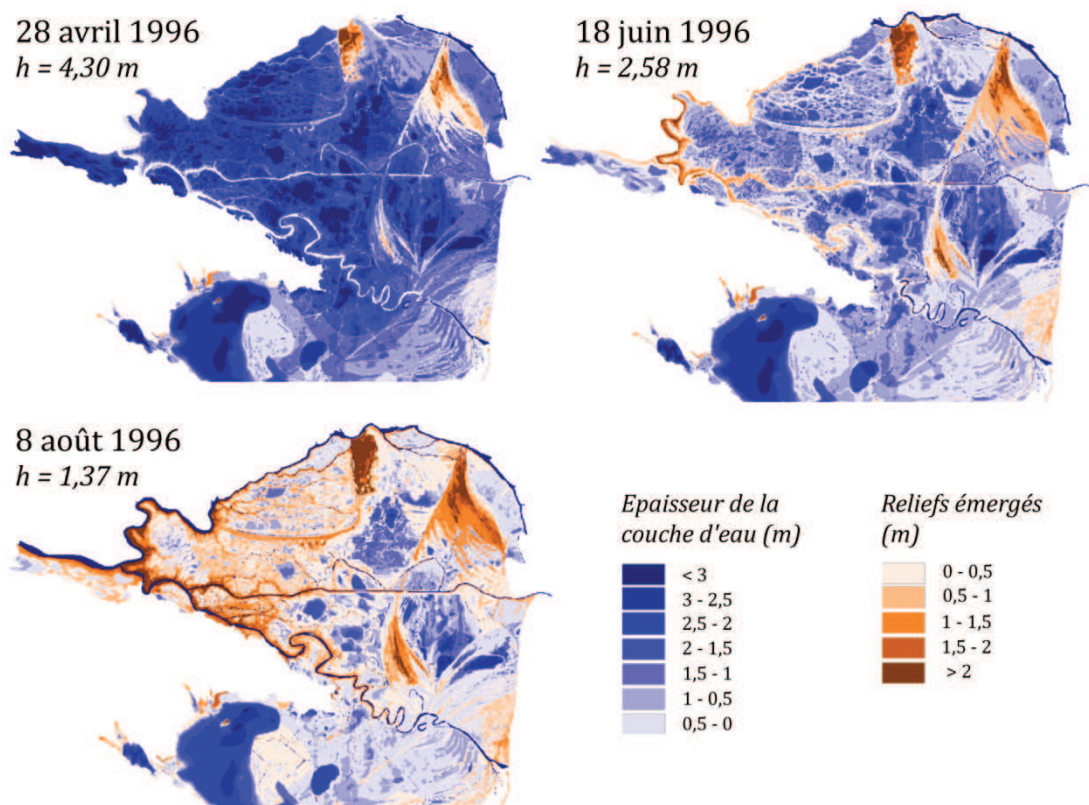 28 avril 1996
h = 4,30 m
18 juin 1996
h = 2,58 m
8 août 1996
h = 1,37 m
Epaisseur de la
couche d'eau (m)
< 3
3 - 2,5
2,5 - 2
2 - 1,5
1,5 - 1
1 - 0,5
0,5 - 0
Reliefs émergés
(m)
0 - 0,5
0,5 - 1
1 - 1,5
1,5 - 2
> 2